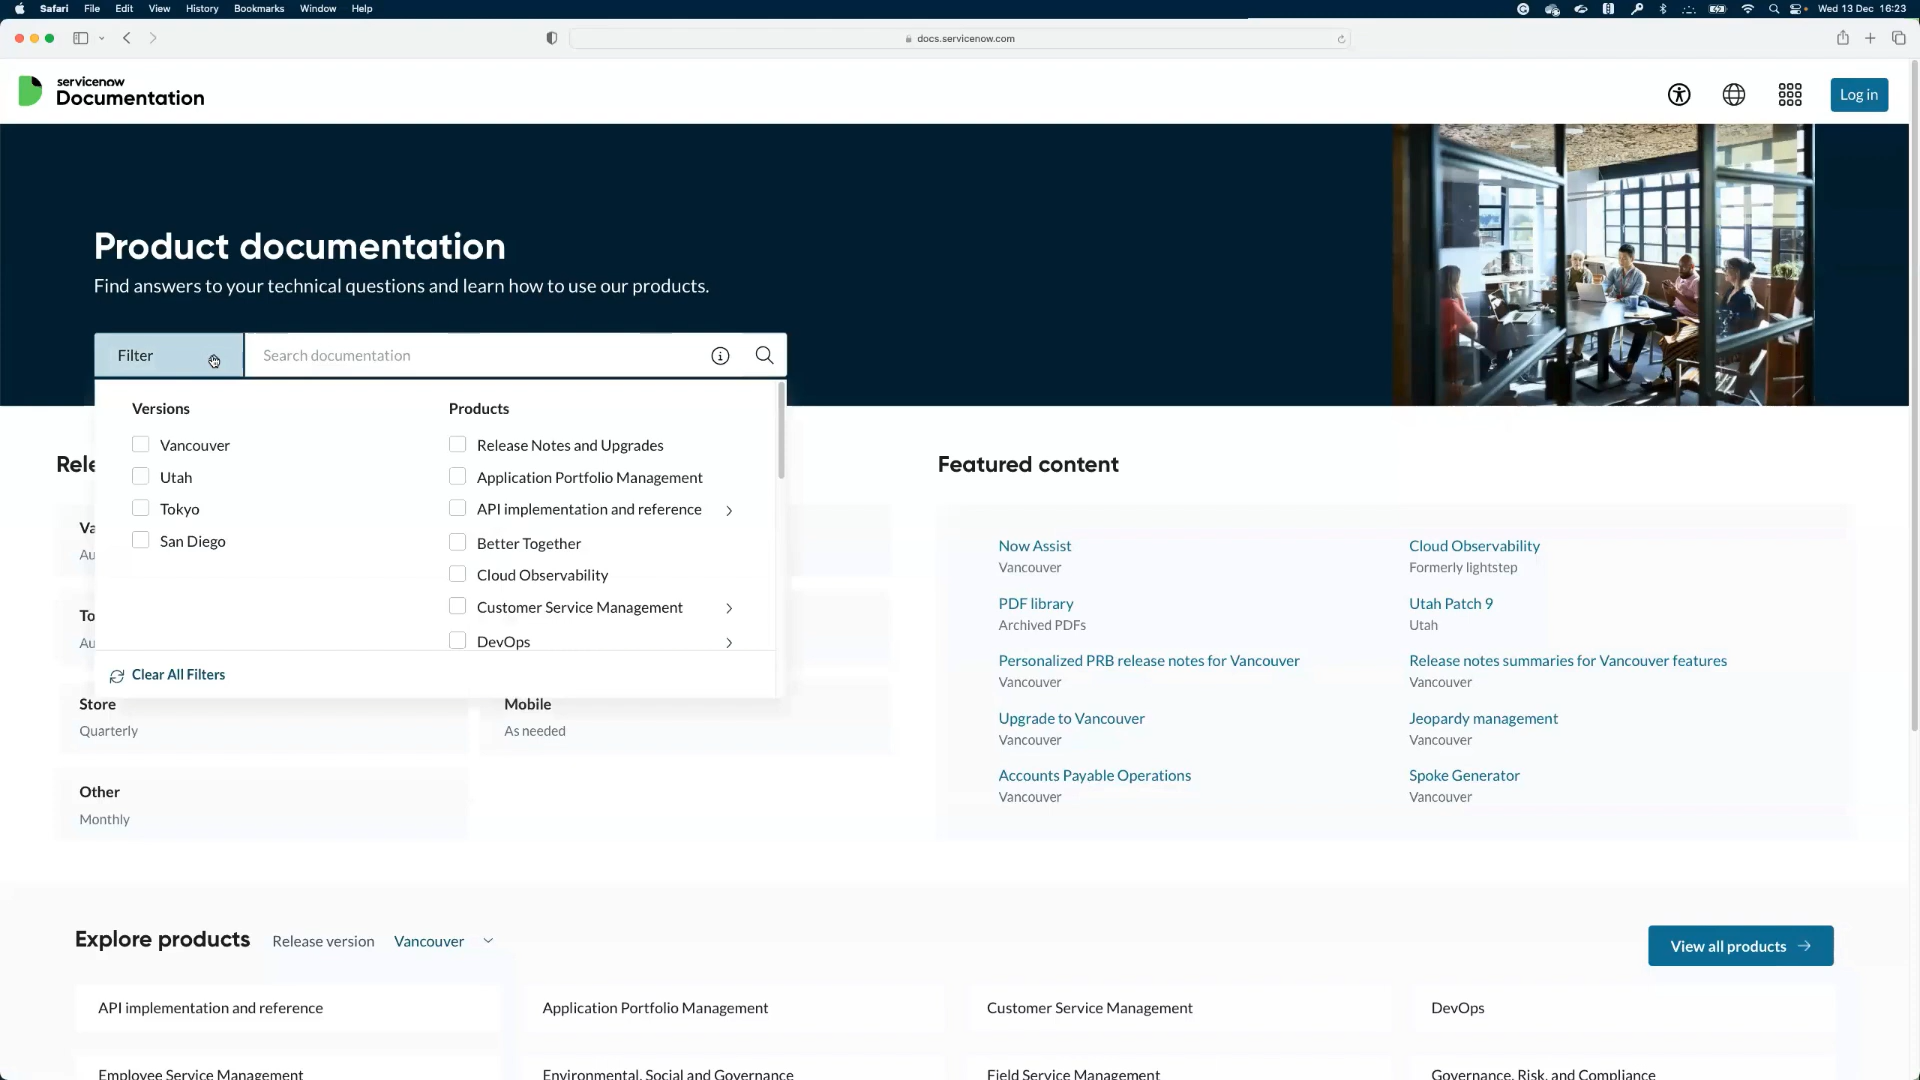 Safari File Edit View History Bookmarks Window Help
Wed 13 Dec 16:23
docs.servicenow.com
servicenow
Documentation
Log in
Product documentation
Find answers to your technical questions and learn how to use our products.
Filter
Search documentation
Versions
Products
Vancouver
Release Notes and Upgrades
Utah
Application Portfolio Management
Tokyo
API implementation and reference
San Diego
Better Together
Cloud Observability
Customer Service Management
DevOps
Clear All Filters
Rele
Va
Au
To
Au
Store
Quarterly
Mobile
As needed
Other
Monthly
Featured content
Now Assist
Vancouver
Cloud Observability
Formerly lightstep
PDF library
Archived PDFs
Utah Patch 9
Utah
Personalized PRB release notes for Vancouver
Vancouver
Release notes summaries for Vancouver features
Vancouver
Upgrade to Vancouver
Vancouver
Jeopardy management
Vancouver
Accounts Payable Operations
Vancouver
Spoke Generator
Vancouver
Explore products
Release version Vancouver
View all products
API implementation and reference
Application Portfolio Management
Customer Service Management
DevOps
Employee Service Management
Environmental, Social and Governance
Field Service Management
Governance, Risk, and Compliance